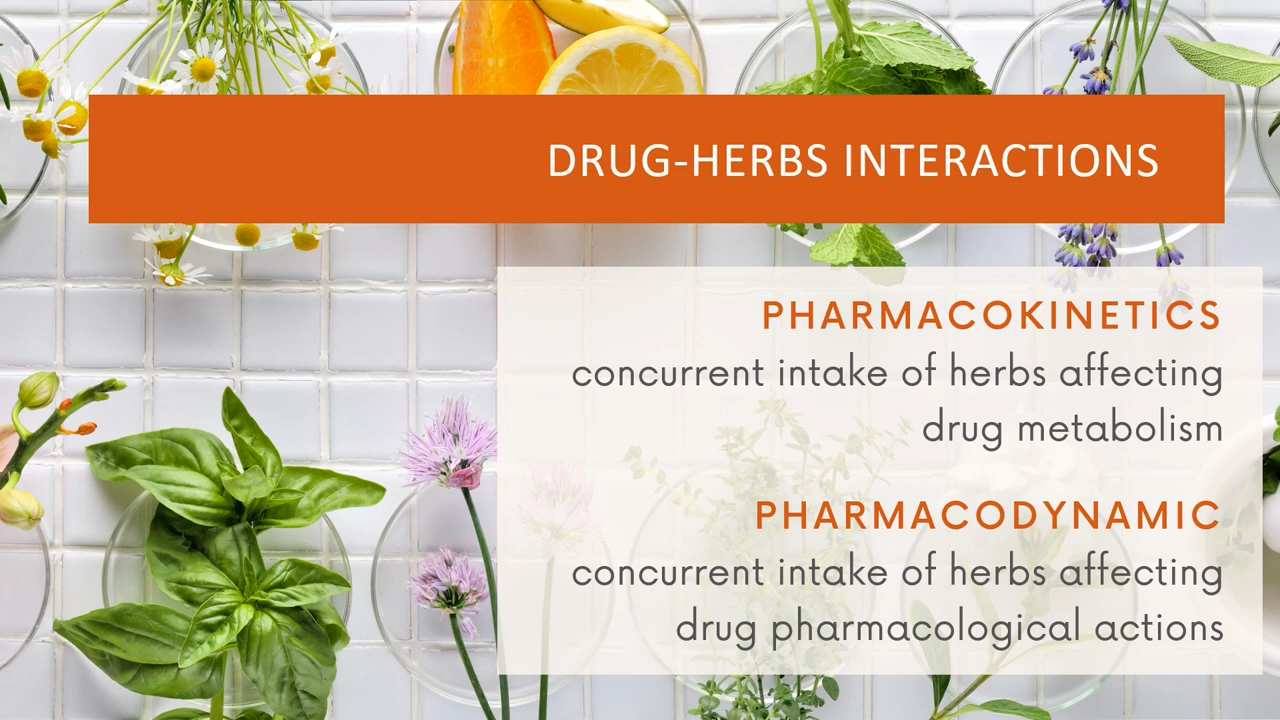 DRUG-HERBS INTERACTIONS
PHARMACOKINETICS
concurrent intake of herbs affecting
drug metabolism
PHARMACODYNAMIC
concurrent intake of herbs affecting
drug pharmacological actions